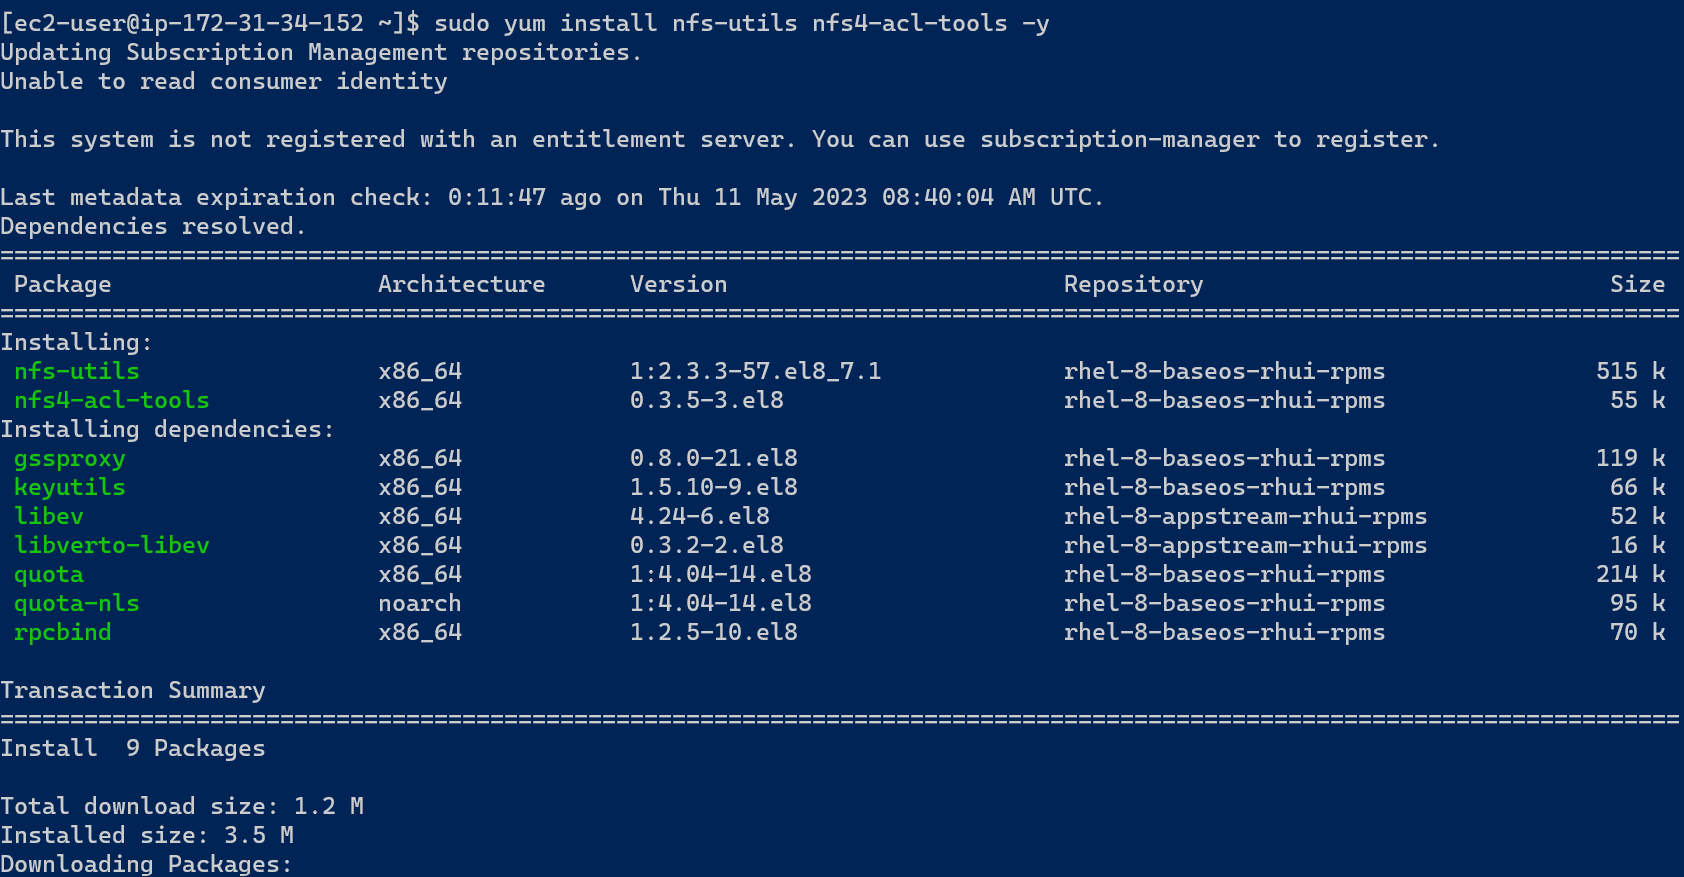 [ec2-user@ip-172-31-34-152 ~]$ sudo yum install nfs-utils nfs4-acl-tools -y
Updating Subscription Management repositories.
Unable to read consumer identity

This system is not registered with an entitlement server. You can use subscription-manager to register.

Last metadata expiration check: 0:11:47 ago on Thu 11 May 2023 08:40:04 AM UTC.
Dependencies resolved.
========================================================================================================================
 Package                   Architecture      Version                        Repository                             Size
========================================================================================================================
Installing:
 nfs-utils                 x86_64            1:2.3.3-57.el8_7.1             rhel-8-baseos-rhui-rpms               515 k
 nfs4-acl-tools            x86_64            0.3.5-3.el8                    rhel-8-baseos-rhui-rpms                55 k
Installing dependencies:
 gssproxy                  x86_64            0.8.0-21.el8                   rhel-8-baseos-rhui-rpms               119 k
 keyutils                  x86_64            1.5.10-9.el8                   rhel-8-baseos-rhui-rpms                66 k
 libev                     x86_64            4.24-6.el8                     rhel-8-appstream-rhui-rpms             52 k
 libverto-libev            x86_64            0.3.2-2.el8                    rhel-8-appstream-rhui-rpms             16 k
 quota                     x86_64            1:4.04-14.el8                  rhel-8-baseos-rhui-rpms               214 k
 quota-nls                 noarch            1:4.04-14.el8                  rhel-8-baseos-rhui-rpms                95 k
 rpcbind                   x86_64            1.2.5-10.el8                   rhel-8-baseos-rhui-rpms                70 k

Transaction Summary
========================================================================================================================
Install  9 Packages

Total download size: 1.2 M
Installed size: 3.5 M
Downloading Packages: